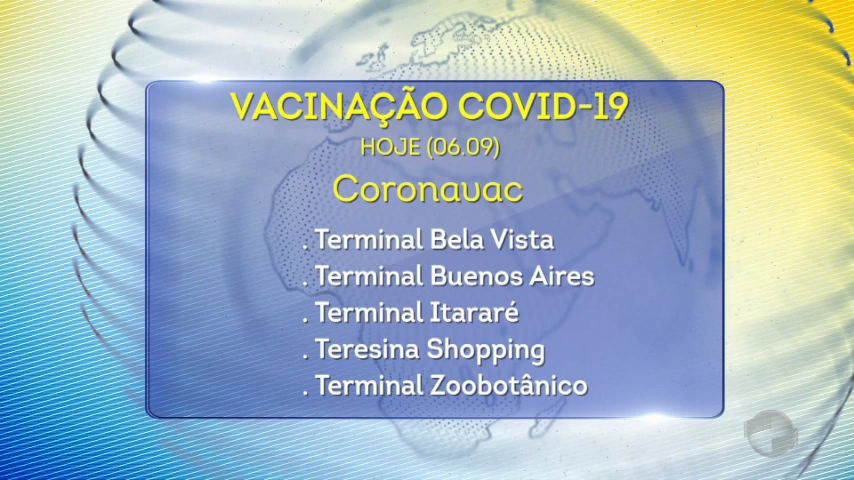 VACINAÇÃO COVID-19
HOJE (06.09)
Coronavac
. Terminal Bela Vista
. Terminal Buenos Aires
. Terminal Itararé
. Teresina Shopping
. Terminal Zoobotânico